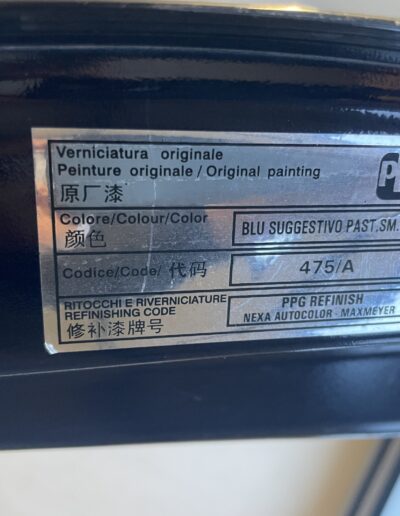 Verniciatura originale
Peinture originale / Original painting
原厂漆
Colore/Colour/Color
颜色
BLU SUGGESTIVO PAST.SM.
Codice/Code/ 代码
475/A
RITOCCHI E RIVERNICIATURE
REFINISHING CODE
修补漆牌号
PPG REFINISH
NEXA AUTOCOLOR - MAXMEYER